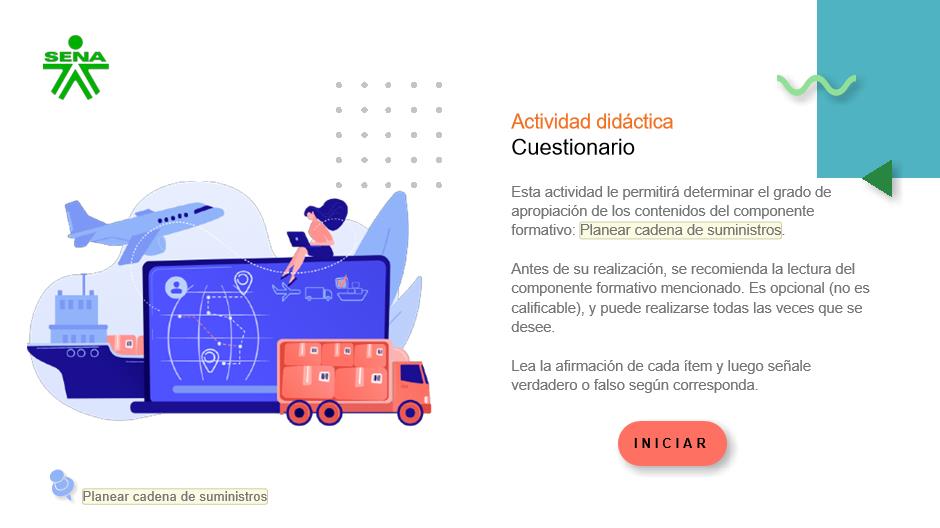 SENA
Actividad didáctica
Cuestionario
Esta actividad le permitirá determinar el grado de
apropiación de los contenidos del componente
formativo: Planear cadena de suministros.
Antes de su realización, se recomienda la lectura del
componente formativo mencionado. Es opcional (no es
calificable), y puede realizarse todas las veces que se
desee.
Lea la afirmación de cada ítem y luego señale
verdadero o falso según corresponda.
INICIAR
Planear cadena de suministros